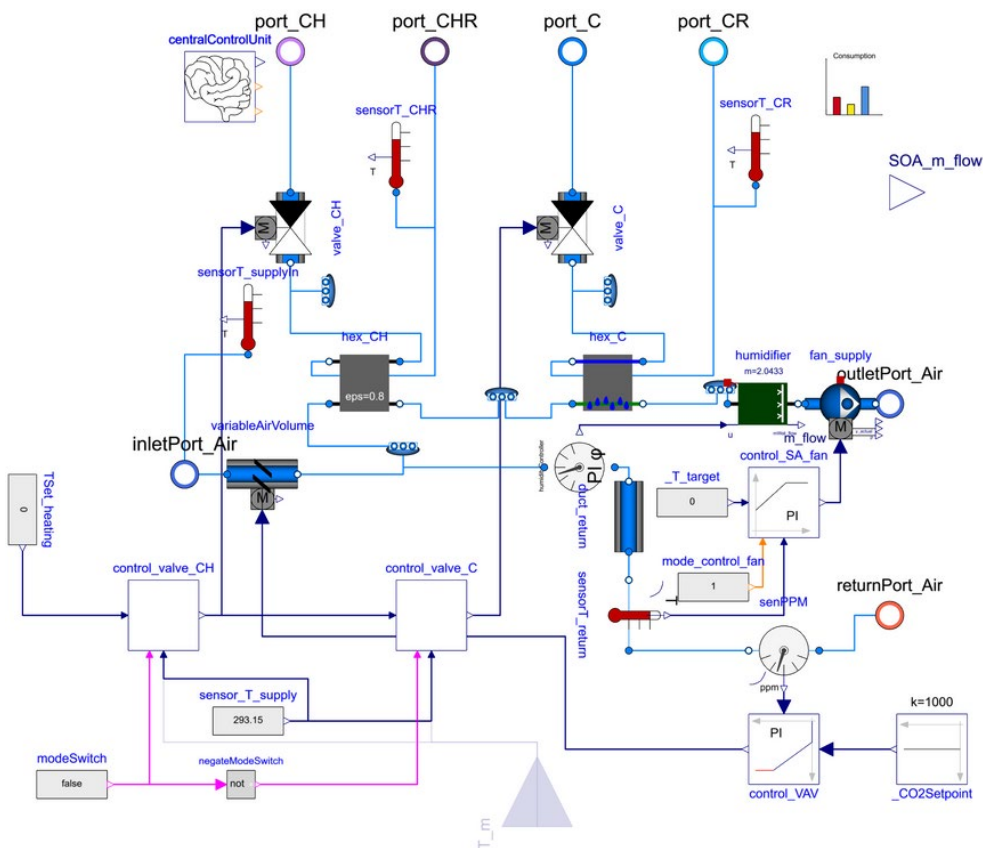 port_CH
port_CHR
port_C
port_CR
centralControlUnit
Consumption
sensorT_CHR
sensorT_CR
T
T
SOA_m_flow
M
valve_CH
M
valve_C
sensorT_supplyIn
T
hex_CH
hex_C
humidifier
fan_supply
m=2.0433
eps=0.8
outletPort_Air
variableAirVolume
inletPort_Air
M
u
m_flow
M
PI φ
control_SA_fan
TSet_heating
0
duct_return
_T_target
0
PI
control_valve_CH
control_valve_C
mode_control_fan
1
sensorT_return
senPPM
returnPort_Air
ppm
sensor_T_supply
293.15
k=1000
PI
modeSwitch
false
negateModeSwitch
not
control_VAV
_CO2Setpoint
T_m